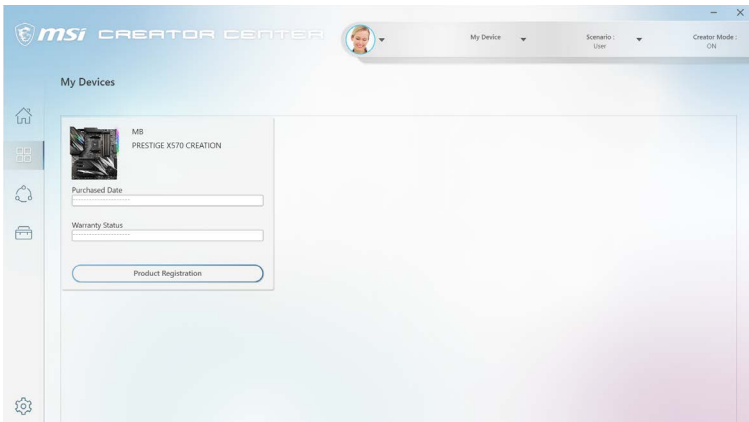 msi CREATOR CENTER
My Device
Scenario :
User
Creator Mode :
ON
My Devices
MB
PRESTIGE X570 CREATION
Purchased Date
--------------------
Warranty Status
--------------------
Product Registration